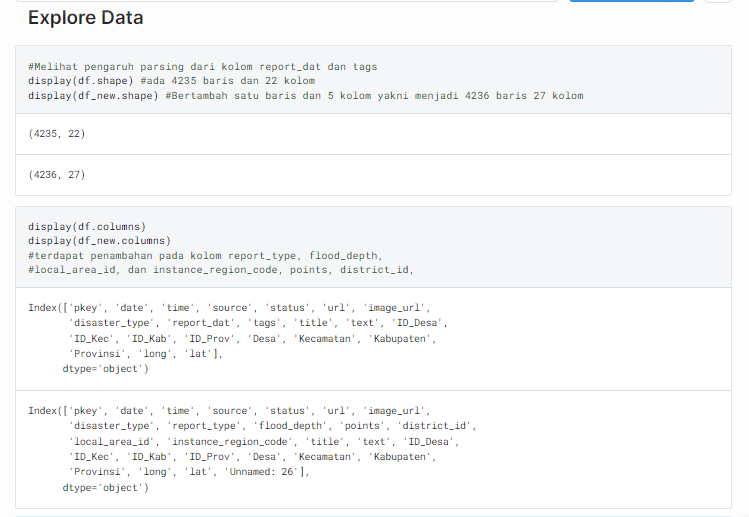 Explore Data
#Melihat pengaruh parsing dari kolom report_dat dan tags
display(df.shape) #ada 4235 baris dan 22 kolom
display(df_new.shape) #Bertambah satu baris dan 5 kolom yakni menjadi 4236 baris 27 kolom
(4235, 22)
(4236, 27)
display(df.columns)
display(df_new.columns)
#terdapat penambahan pada kolom report_type, flood_depth,
#local_area_id, dan instance_region_code, points, district_id,
Index(['pkey', 'date', 'time', 'source', 'status', 'url', 'image_url',
'disaster_type', 'report_dat', 'tags', 'title', 'text', 'ID_Desa',
'ID_Kec', 'ID_Kab', 'ID_Prov', 'Desa', 'Kecamatan', 'Kabupaten',
'Provinsi', 'long', 'lat'],
dtype='object')
Index(['pkey', 'date', 'time', 'source', 'status', 'url', 'image_url',
'disaster_type', 'report_type', 'flood_depth', 'points', 'district_id',
'local_area_id', 'instance_region_code', 'title', 'text', 'ID_Desa',
'ID_Kec', 'ID_Kab', 'ID_Prov', 'Desa', 'Kecamatan', 'Kabupaten',
'Provinsi', 'long', 'lat', 'Unnamed: 26'],
dtype='object')